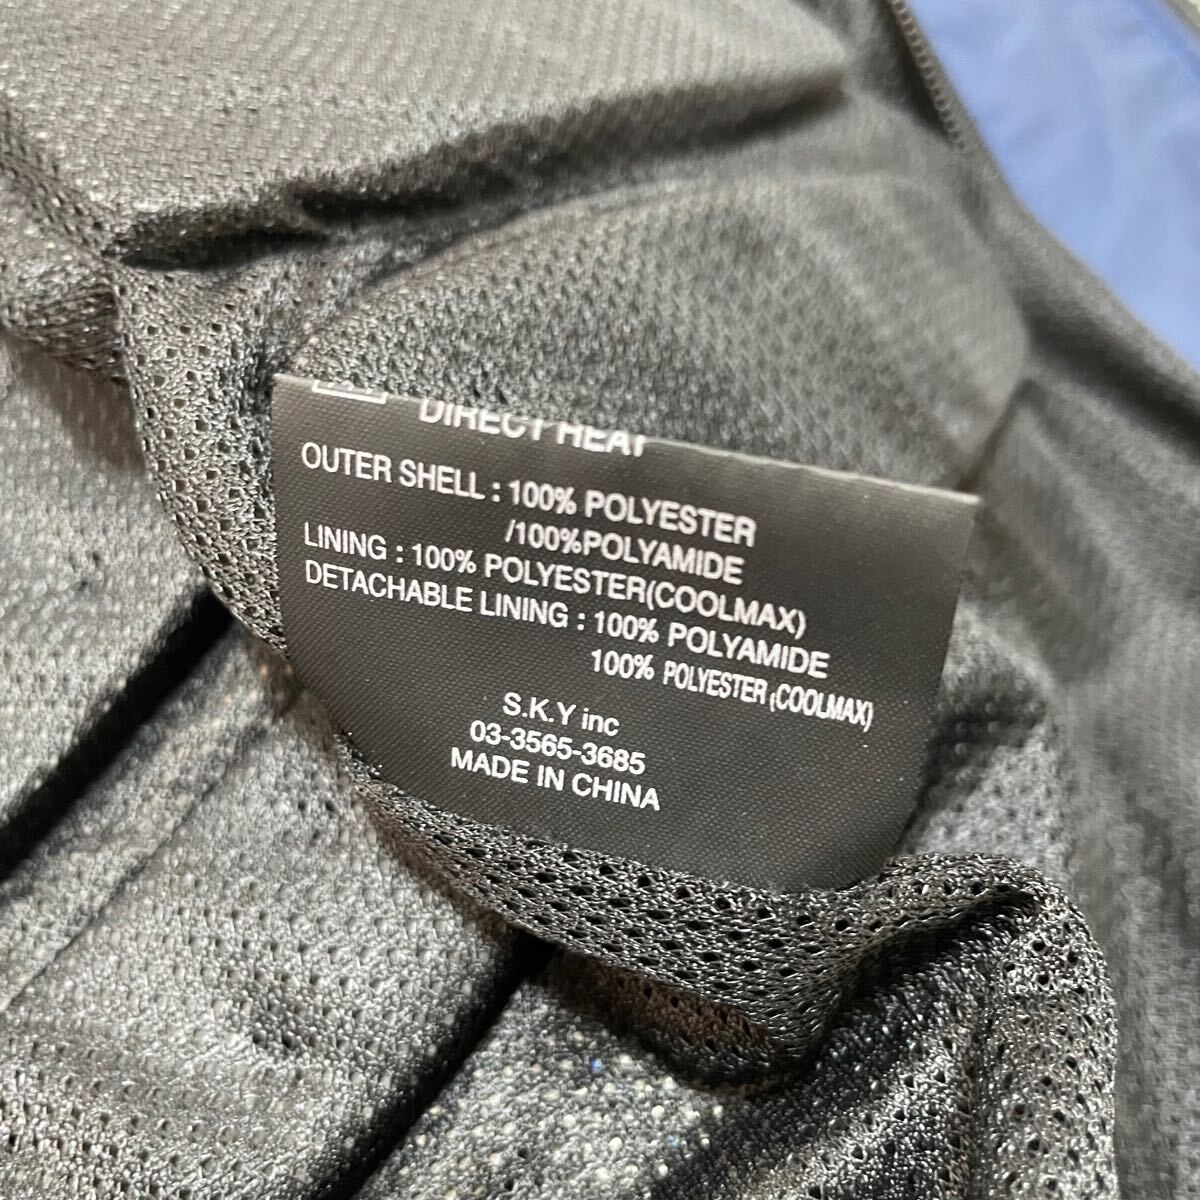 DIRECT HEAT
OUTER SHELL : 100% POLYESTER
/100%POLYAMIDE
LINING : 100% POLYESTER(COOLMAX)
DETACHABLE LINING : 100% POLYAMIDE
100% POLYESTER(COOLMAX)
S.K.Y inc
03-3565-3685
MADE IN CHINA